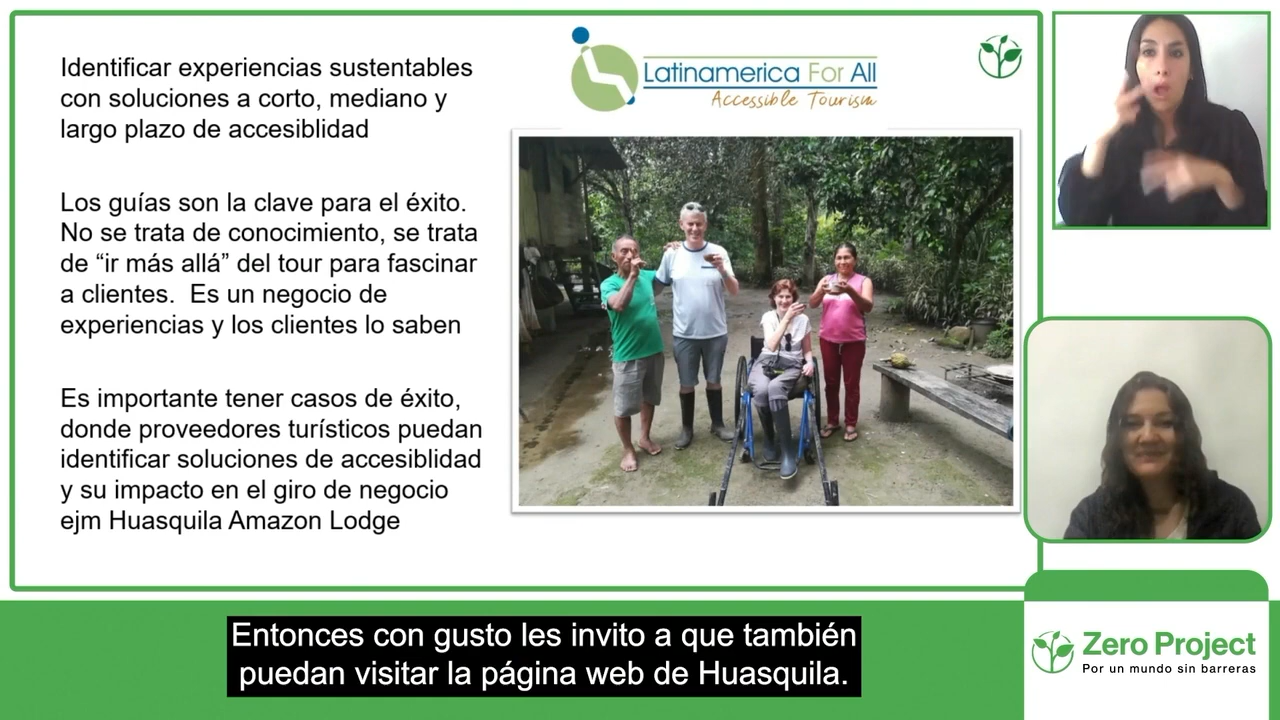 Identificar experiencias sustentables
con soluciones a corto, mediano y
largo plazo de accesiblidad
Los guías son la clave para el éxito.
No se trata de conocimiento, se trata
de “ir más allá” del tour para fascinar
a clientes.  Es un negocio de
experiencias y los clientes lo saben
Es importante tener casos de éxito,
donde proveedores turísticos puedan
identificar soluciones de accesiblidad
y su impacto en el giro de negocio
ejm Huasquila Amazon Lodge
Latinamerica For All
Accessible Tourism
Entonces con gusto les invito a que también
puedan visitar la página web de Huasquila.
Zero Project
Por un mundo sin barreras